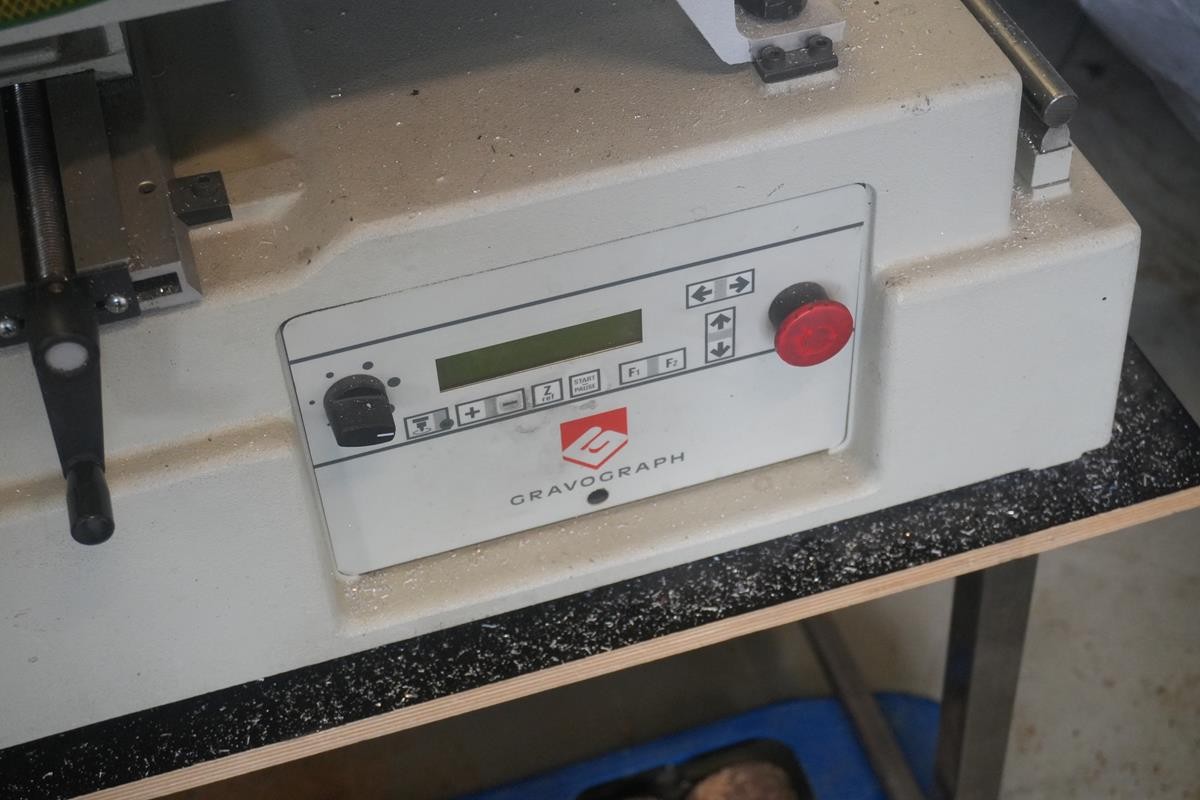 + −
Z
ref
START
PAUSE
F1 F2
GRAVOGRAPH